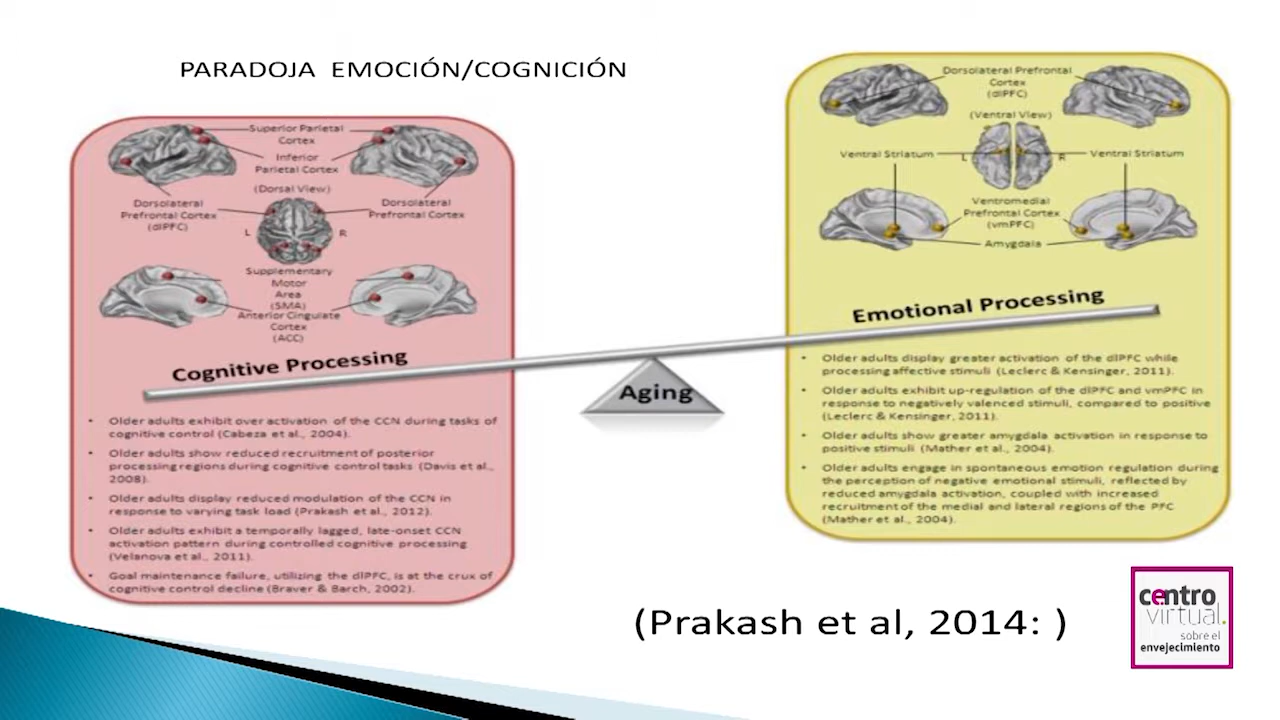 PARADOJA EMOCIÓN/COGNICIÓN
Superior Parietal
Cortex
Inferior
Parietal Cortex
(Dorsal View)
Dorsolateral
Prefrontal Cortex
(dlPFC)
Dorsolateral
Prefrontal Cortex
L
R
Supplementary
Motor
Area
(SMA)
Anterior Cingulate
Cortex
(ACC)
Cognitive Processing
• Older adults exhibit over activation of the CCN during tasks of
cognitive control (Cabeza et al., 2004).
• Older adults show reduced recruitment of posterior
processing regions during cognitive control tasks (Davis et al.,
2008).
• Older adults display reduced modulation of the CCN in
response to varying task load (Prakash et al., 2012).
• Older adults exhibit a temporally lagged, late-onset CCN
activation pattern during controlled cognitive processing
(Velanova et al., 2011).
• Goal maintenance failure, utilizing the dlPFC, is at the crux of
cognitive control decline (Braver & Barch, 2002).
Aging
Dorsolateral Prefrontal
Cortex
(dlPFC)
(Ventral View)
Ventral Striatum
L
R
Ventral Striatum
Ventromedial
Prefrontal Cortex
(vmPFC)
Amygdala
Emotional Processing
• Older adults display greater activation of the dlPFC while
processing affective stimuli (Leclerc & Kensinger, 2011).
• Older adults exhibit up-regulation of the dlPFC and vmPFC in
response to negatively valenced stimuli, compared to positive
(Leclerc & Kensinger, 2011).
• Older adults show greater amygdala activation in response to
positive stimuli (Mather et al., 2004).
• Older adults engage in spontaneous emotion regulation during
the perception of negative emotional stimuli, reflected by
reduced amygdala activation, coupled with increased
recruitment of the medial and lateral regions of the PFC
(Mather et al., 2004).
(Prakash et al, 2014: )
centro
virtual.
sobre el
envejecimiento